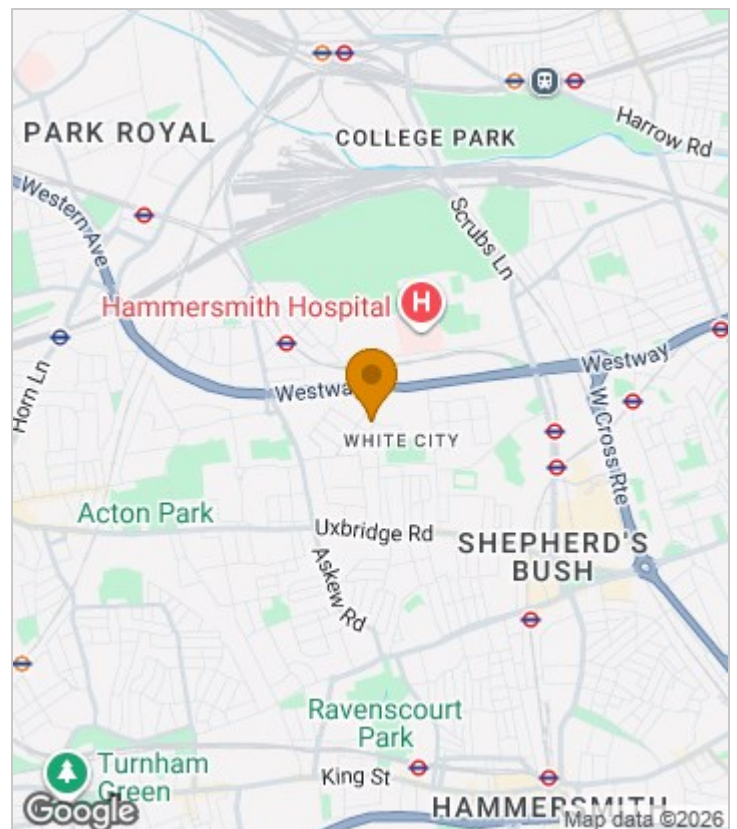 PARK ROYAL
COLLEGE PARK
Harrow Rd
Western Ave
Scrubs Ln
Hammersmith Hospital
H
Horn Ln
Westway
Westwa
W Cross Rte
WHITE CITY
Acton Park
Uxbridge Rd
SHEPHERD'S
BUSH
Askew Rd
Ravenscourt
Park
Turnham
Green
King St
HAMMERSMITH
Google
Map data ©2026